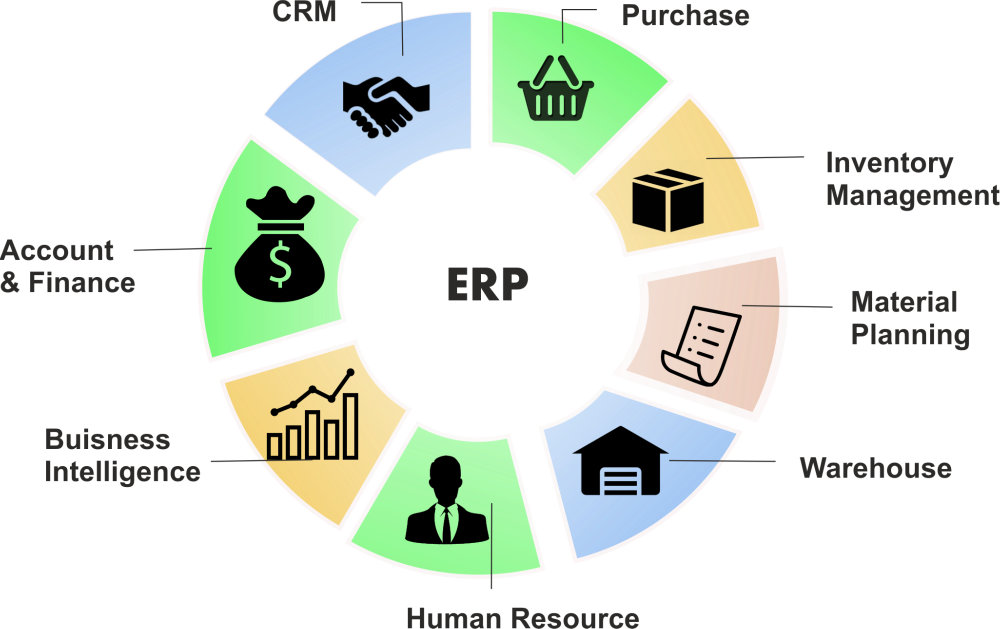 CRM
Purchase
Inventory
Management
Material
Planning
Warehouse
Human Resource
Buisness
Intelligence
Account
& Finance
$
ERP